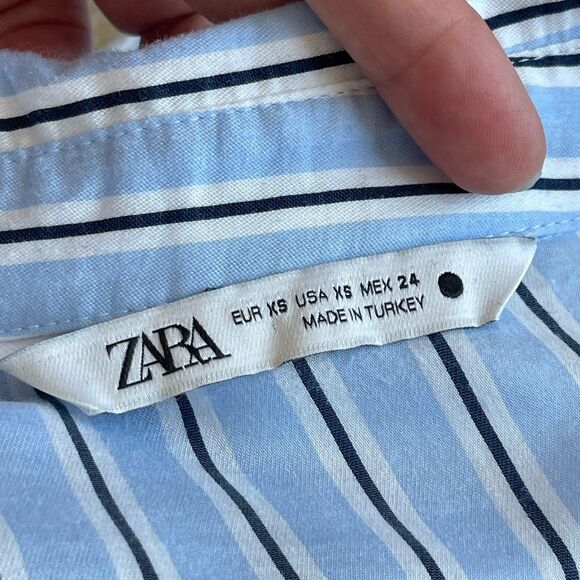 ZARA
EUR XS USA XS MEX 24
MADE IN TURKEY